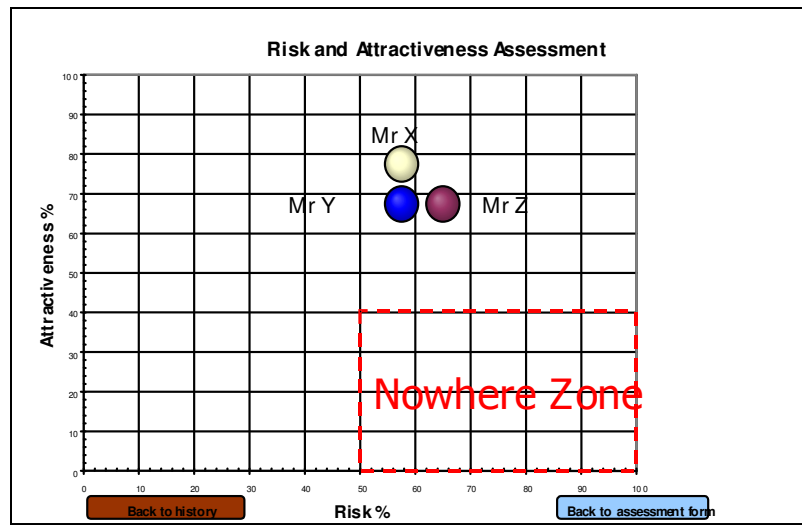 Risk and Attractiveness Assessment
100
90
80
70
60
50
40
30
20
10
0
Attractiveness %
Mr X
Mr Y
Mr Z
Nowhere Zone
0 10 20 30 40 50 60 70 80 90 100
Risk %
Back to history
Back to assessment form